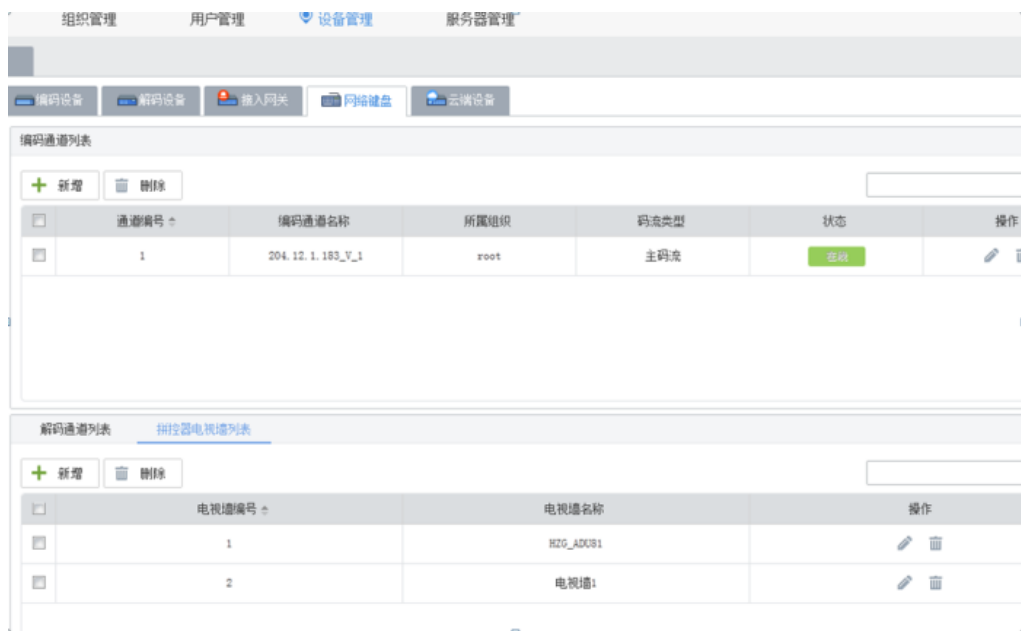 组织管理 用户管理 设备管理 服务器管理
编码设备 解码设备 接入网关 网络键盘 云端设备
编码通道列表
新增 删除
通道编号 编码通道名称 所属组织 码流类型 状态 操作
1 204.12.1.183_V_1 root 主码流 在线
解码通道列表 拼控器电视墙列表
新增 删除
电视墙编号 电视墙名称 操作
1 HZG_ADU81
2 电视墙1